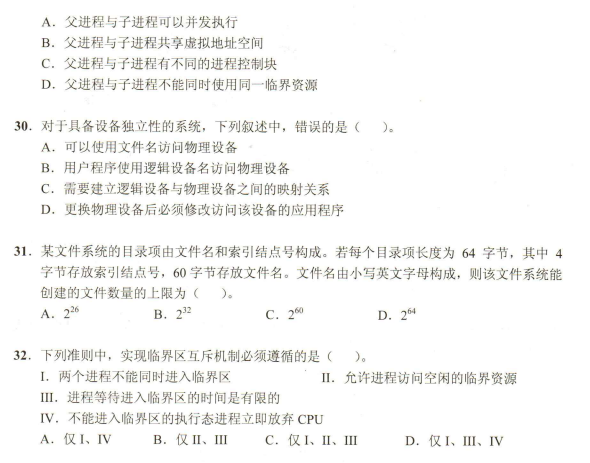 A．父进程与子进程可以并发执行
B．父进程与子进程共享虚拟地址空间
C．父进程与子进程有不同的进程控制块
D．父进程与子进程不能同时使用同一临界资源
30．对于具备设备独立性的系统，下列叙述中，错误的是（　）。
A．可以使用文件名访问物理设备
B．用户程序使用逻辑设备名访问物理设备
C．需要建立逻辑设备与物理设备之间的映射关系
D．更换物理设备后必须修改访问该设备的应用程序
31．某文件系统的目录项由文件名和索引结点号构成。若每个目录项长度为 64 字节，其中 4
字节存放索引结点号，60 字节存放文件名。文件名由小写英文字母构成，则该文件系统能
创建的文件数量的上限为（　）。
A．2²⁶　B．2³²　C．2⁶⁰　D．2⁶⁴
32．下列准则中，实现临界区互斥机制必须遵循的是（　）。
I．两个进程不能同时进入临界区　II．允许进程访问空闲的临界资源
III．进程等待进入临界区的时间是有限的
IV．不能进入临界区的执行态进程立即放弃 CPU
A．仅 I、IV　B．仅 II、III　C．仅 I、II、III　D．仅 I、III、IV